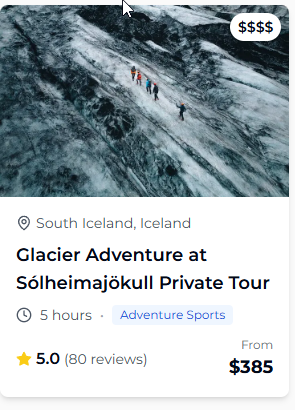 $$$$
South Iceland, Iceland
Glacier Adventure at
Sólheimajökull Private Tour
5 hours · Adventure Sports
From
5.0 (80 reviews)
$385